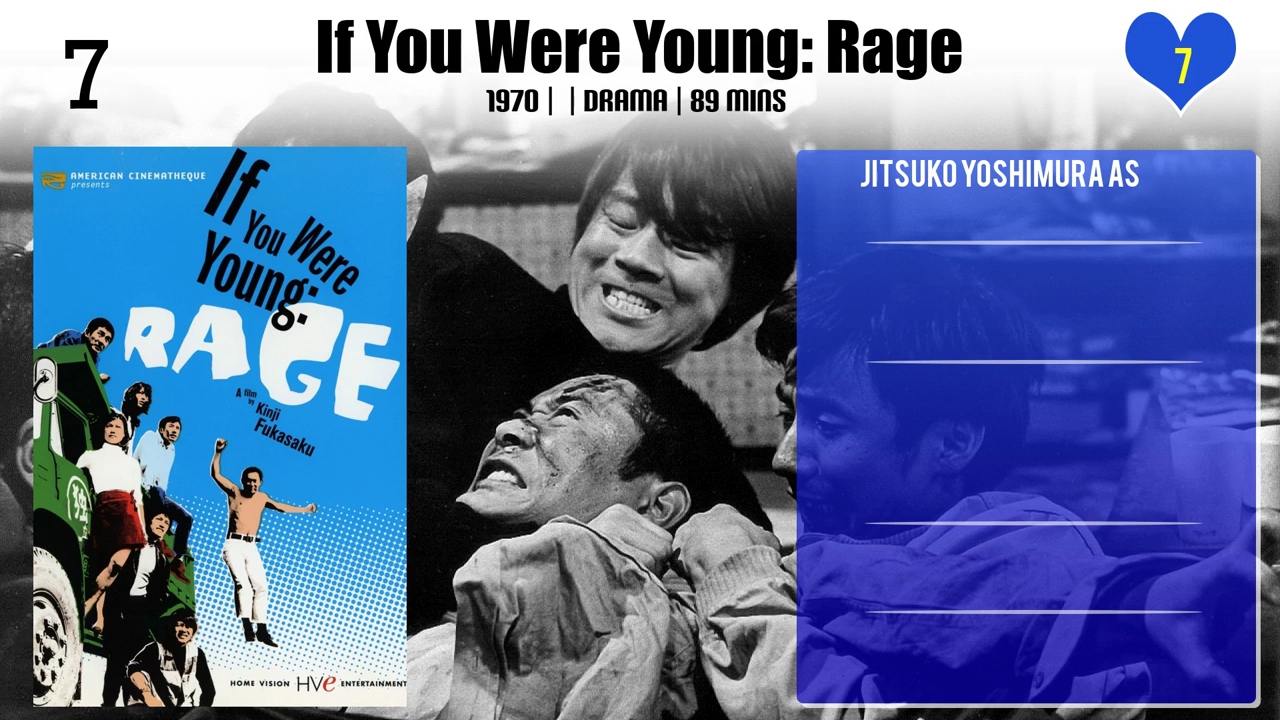 7
If You Were Young: Rage
7
1970 | | DRAMA | 89 MINS
AMERICAN CINEMATHEQUE
presents
If
You Were
Young:
RAGE
A film
by
Kinji
Fukasaku
HOME VISION HVe ENTERTAINMENT
JITSUKO YOSHIMURA AS